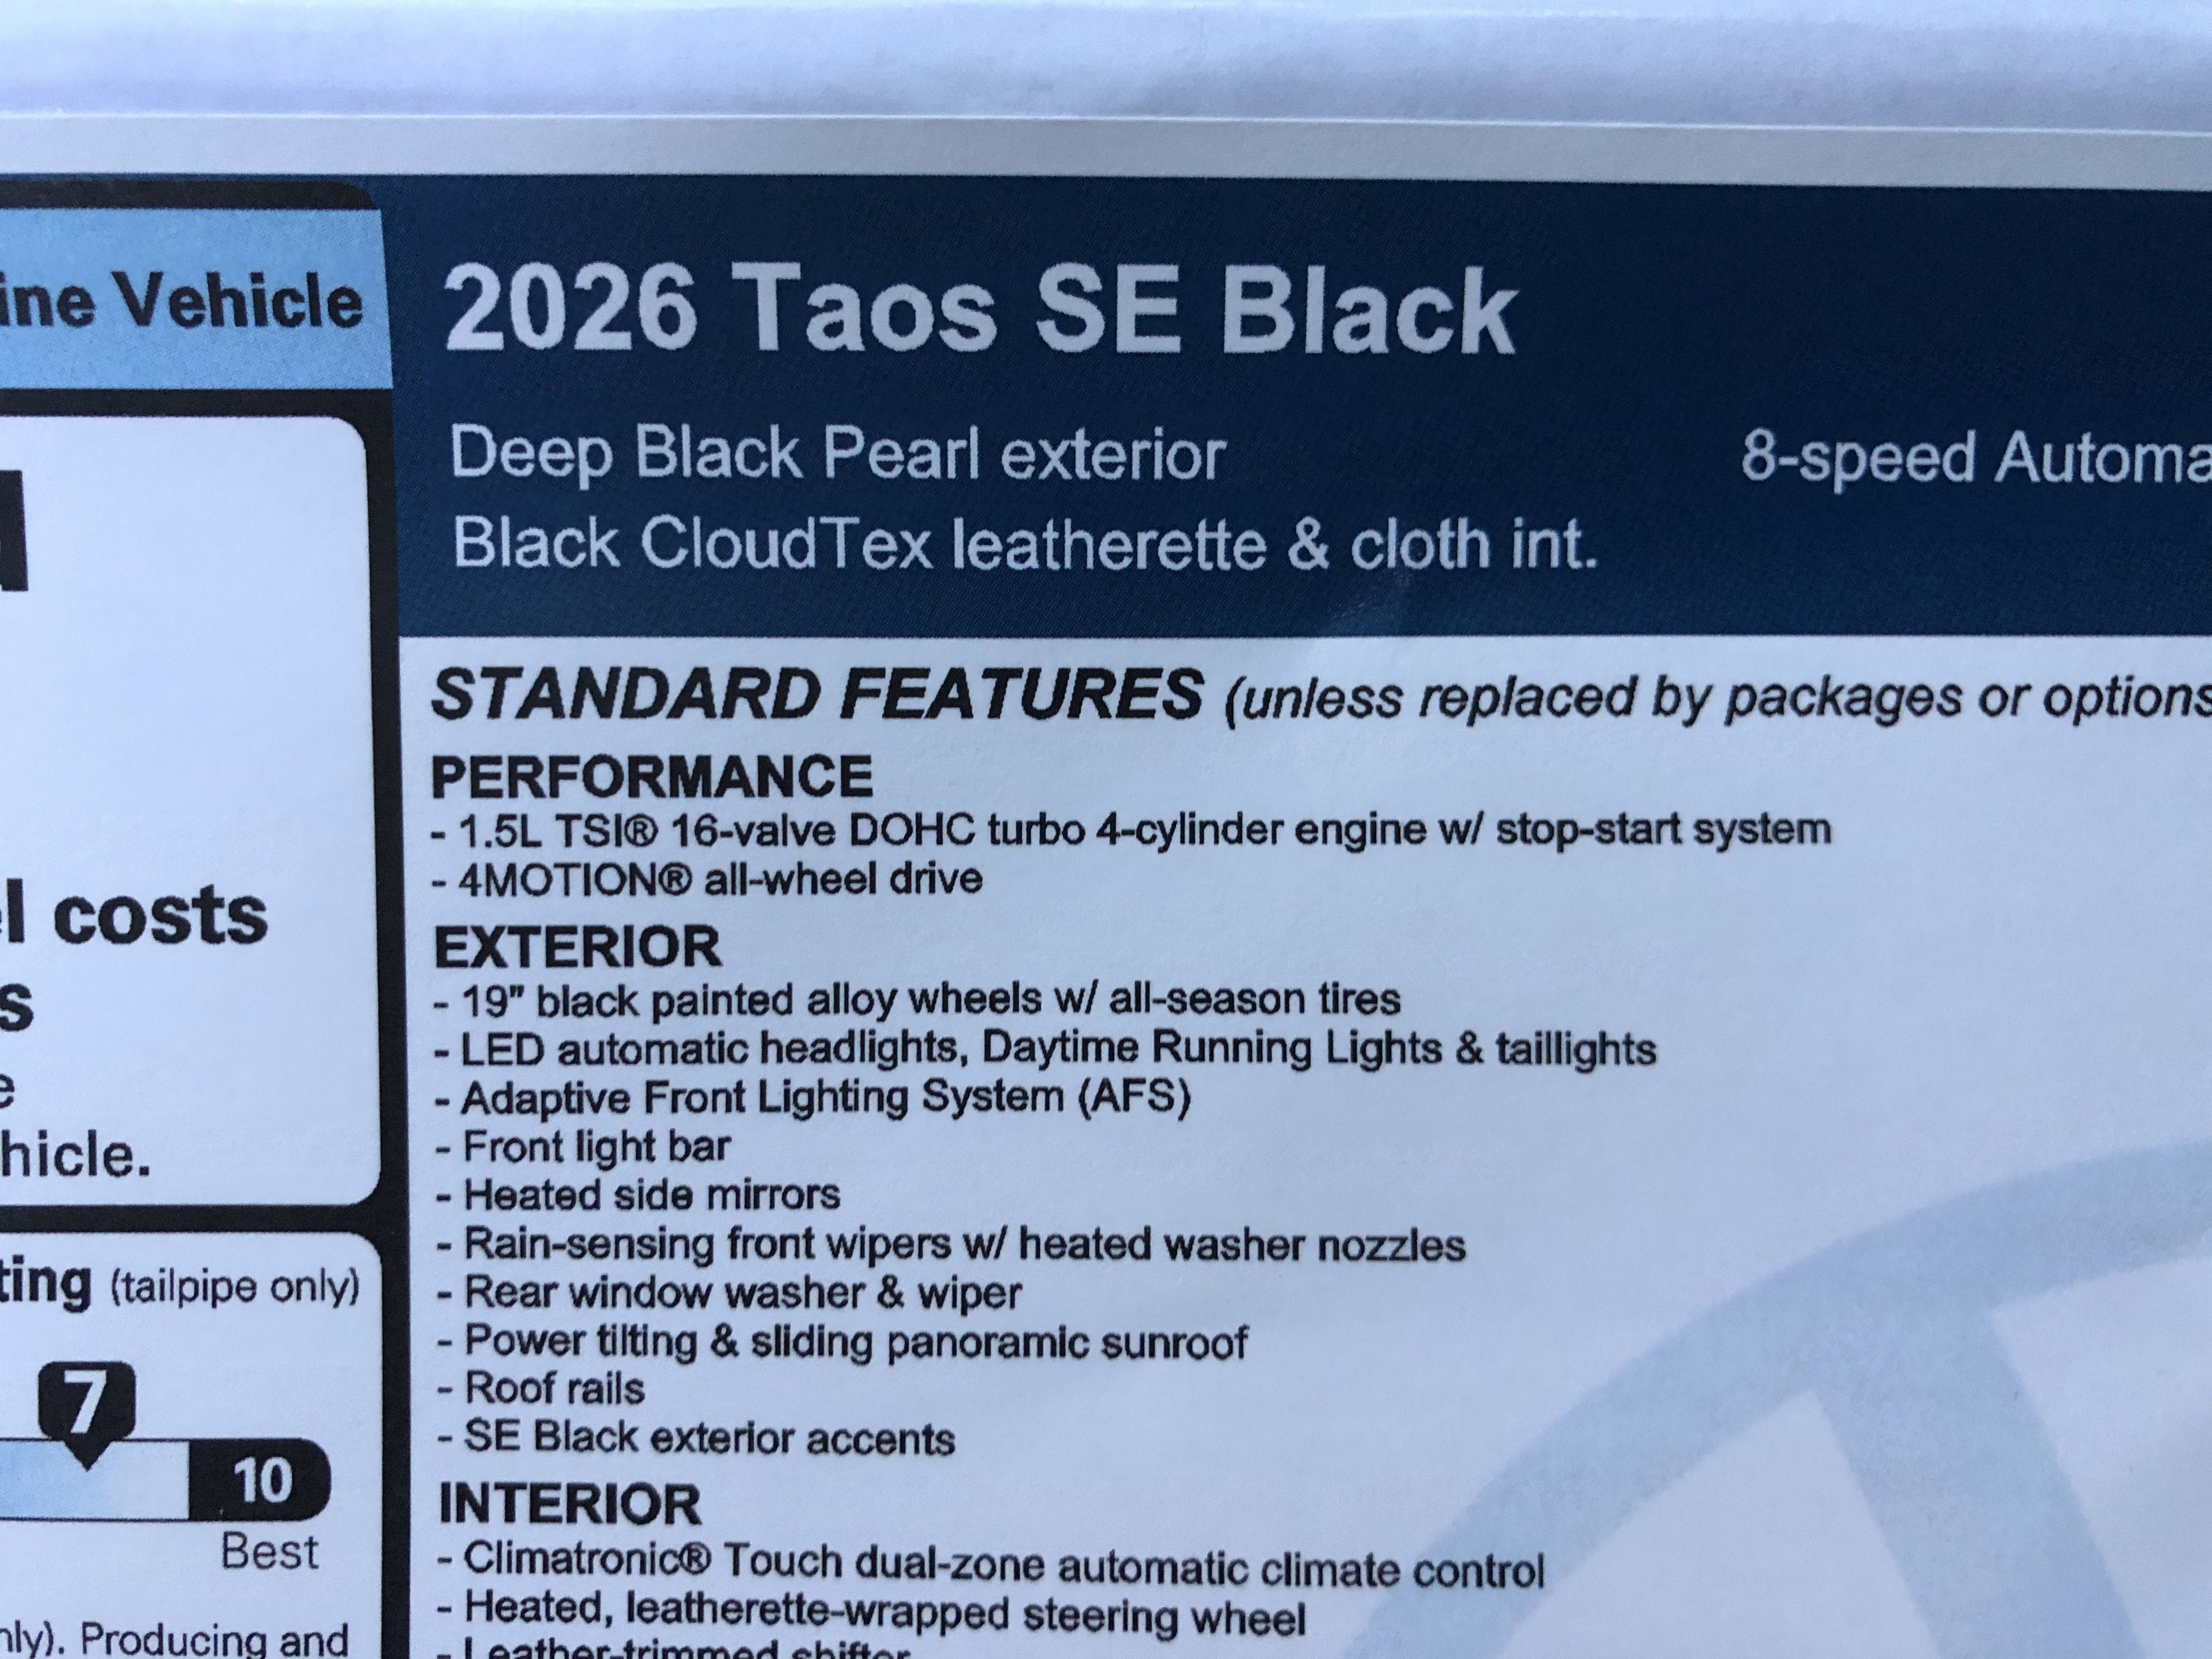 ine Vehicle
l costs
s
e
hicle.
ting (tailpipe only)
7
10
Best
nly). Producing and
2026 Taos SE Black
Deep Black Pearl exterior
8-speed Automa
Black CloudTex leatherette & cloth int.
STANDARD FEATURES (unless replaced by packages or options
PERFORMANCE
- 1.5L TSI® 16-valve DOHC turbo 4-cylinder engine w/ stop-start system
- 4MOTION® all-wheel drive
EXTERIOR
- 19" black painted alloy wheels w/ all-season tires
- LED automatic headlights, Daytime Running Lights & taillights
- Adaptive Front Lighting System (AFS)
- Front light bar
- Heated side mirrors
- Rain-sensing front wipers w/ heated washer nozzles
- Rear window washer & wiper
- Power tilting & sliding panoramic sunroof
- Roof rails
- SE Black exterior accents
INTERIOR
- Climatronic® Touch dual-zone automatic climate control
- Heated, leatherette-wrapped steering wheel
- Leather-trimmed shifter